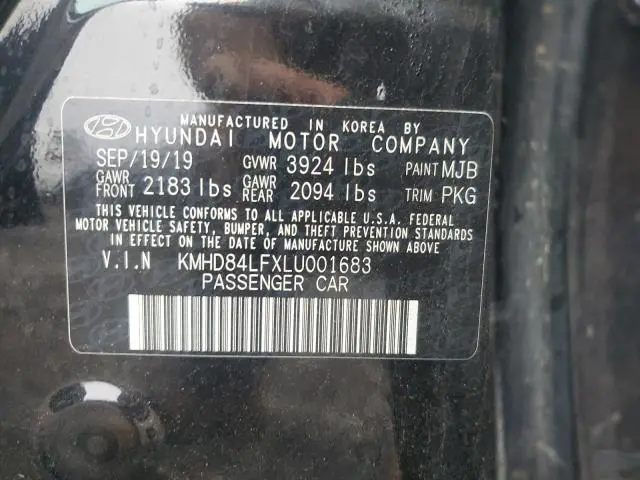 MANUFACTURED IN KOREA BY
HYUNDAI MOTOR COMPANY
SEP/19/19 GVWR 3924 lbs PAINT MJB
GAWR FRONT 2183 lbs GAWR REAR 2094 lbs TRIM PKG
THIS VEHICLE CONFORMS TO ALL APPLICABLE U.S.A. FEDERAL
MOTOR VEHICLE SAFETY, BUMPER, AND THEFT PREVENTION STANDARDS
IN EFFECT ON THE DATE OF MANUFACTURE SHOWN ABOVE
V.I.N KMHD84LFXLU001683
PASSENGER CAR